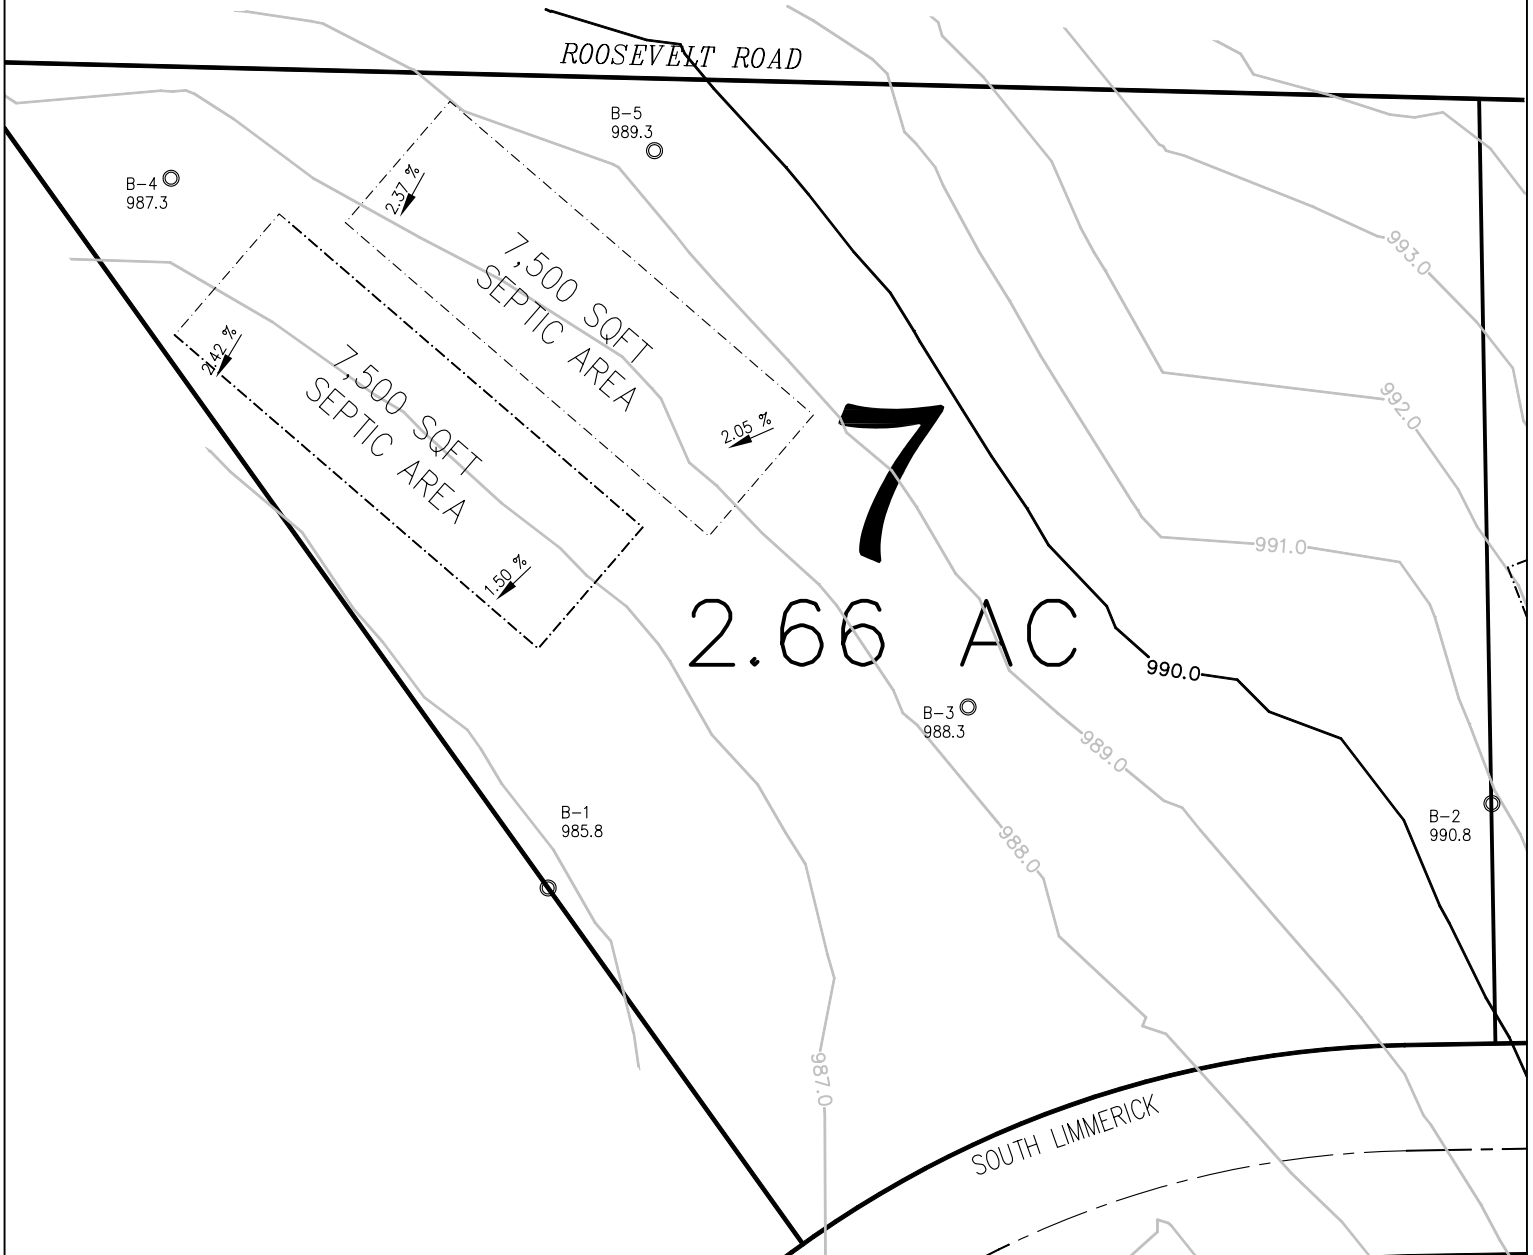 ROOSEVELT ROAD
B-5
989.3
B-4
987.3
2.37 %
7,500 SQFT
SEPTIC AREA
993.0
2.42 %
7,500 SQFT
SEPTIC AREA
2.05 %
7
992.0
991.0
1.50 %
2.66 AC
990.0
B-3
988.3
989.0
B-1
985.8
988.0
B-2
990.8
987.0
SOUTH LIMMERICK